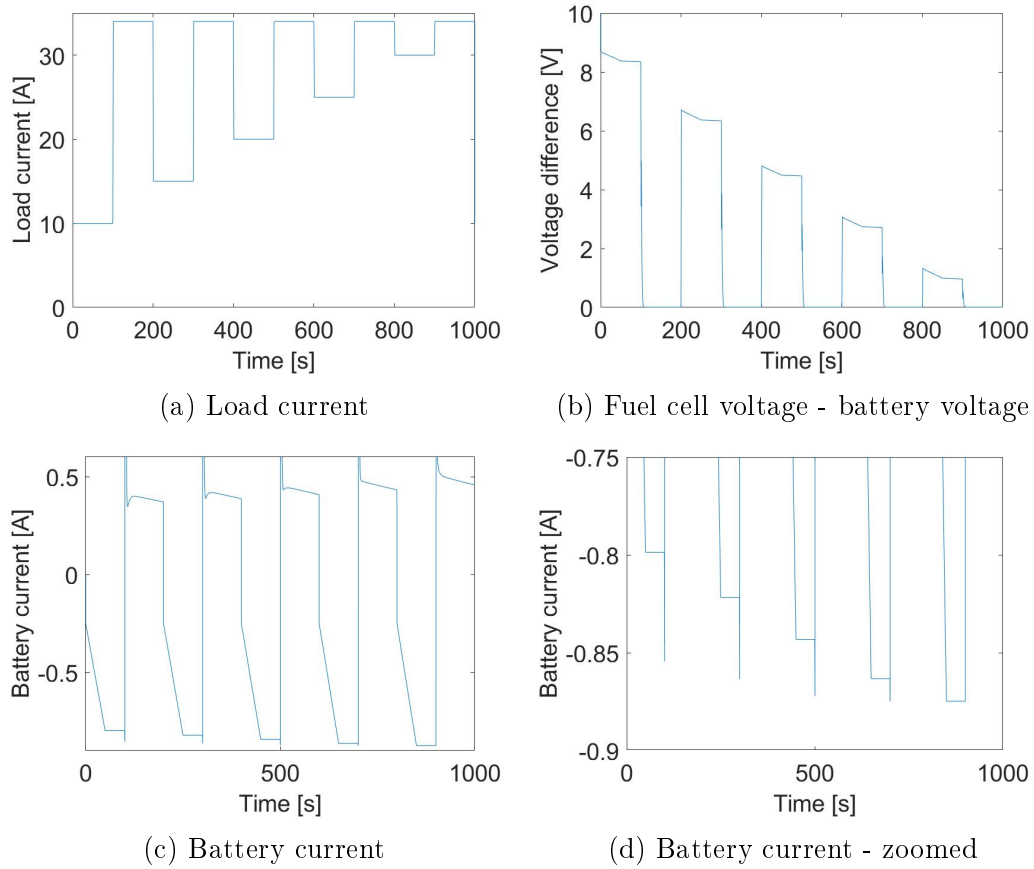 Load current [A]
30
20
10
0
0 200 400 600 800 1000
Time [s]
(a) Load current
Voltage difference [V]
10
8
6
4
2
0
0 200 400 600 800 1000
Time [s]
(b) Fuel cell voltage - battery voltage
Battery current [A]
0.5
0
-0.5
0 500 1000
Time [s]
(c) Battery current
Battery current [A]
-0.75
-0.8
-0.85
-0.9
0 500 1000
Time [s]
(d) Battery current - zoomed